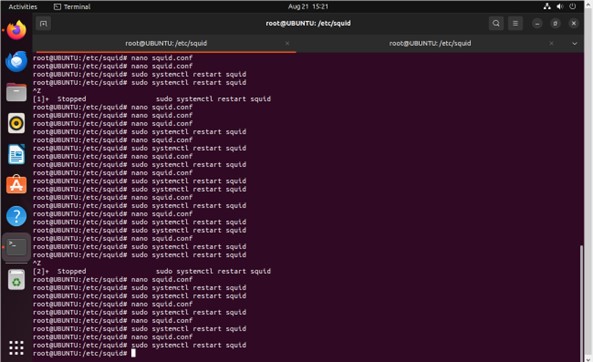 Activities
Terminal
Aug 21 15:21
root@UBUNTU: /etc/squid
root@UBUNTU: /etc/squid
root@UBUNTU: /etc/squid
root@UBUNTU:/etc/squid# nano squid.conf
root@UBUNTU:/etc/squid# nano squid.conf
root@UBUNTU:/etc/squid# sudo systemctl restart squid
root@UBUNTU:/etc/squid# sudo systemctl restart squid
^Z
[1]+  Stopped                 sudo systemctl restart squid
root@UBUNTU:/etc/squid# nano squid.conf
root@UBUNTU:/etc/squid# nano squid.conf
root@UBUNTU:/etc/squid# nano squid.conf
root@UBUNTU:/etc/squid# sudo systemctl restart squid
root@UBUNTU:/etc/squid# nano squid.conf
root@UBUNTU:/etc/squid# sudo systemctl restart squid
root@UBUNTU:/etc/squid# nano squid.conf
root@UBUNTU:/etc/squid# sudo systemctl restart squid
root@UBUNTU:/etc/squid# nano squid.conf
root@UBUNTU:/etc/squid# sudo systemctl restart squid
root@UBUNTU:/etc/squid# sudo systemctl restart squid
root@UBUNTU:/etc/squid# sudo systemctl restart squid
root@UBUNTU:/etc/squid# sudo systemctl restart squid
root@UBUNTU:/etc/squid# nano squid.conf
root@UBUNTU:/etc/squid# sudo systemctl restart squid
root@UBUNTU:/etc/squid# nano squid.conf
root@UBUNTU:/etc/squid# nano squid.conf
root@UBUNTU:/etc/squid# sudo systemctl restart squid
root@UBUNTU:/etc/squid# sudo systemctl restart squid
^Z
[2]+  Stopped                 sudo systemctl restart squid
root@UBUNTU:/etc/squid# nano squid.conf
root@UBUNTU:/etc/squid# sudo systemctl restart squid
root@UBUNTU:/etc/squid# sudo systemctl restart squid
root@UBUNTU:/etc/squid# nano squid.conf
root@UBUNTU:/etc/squid# sudo systemctl restart squid
root@UBUNTU:/etc/squid# nano squid.conf
root@UBUNTU:/etc/squid# sudo systemctl restart squid
root@UBUNTU:/etc/squid# nano squid.conf
root@UBUNTU:/etc/squid# sudo systemctl restart squid
root@UBUNTU:/etc/squid#